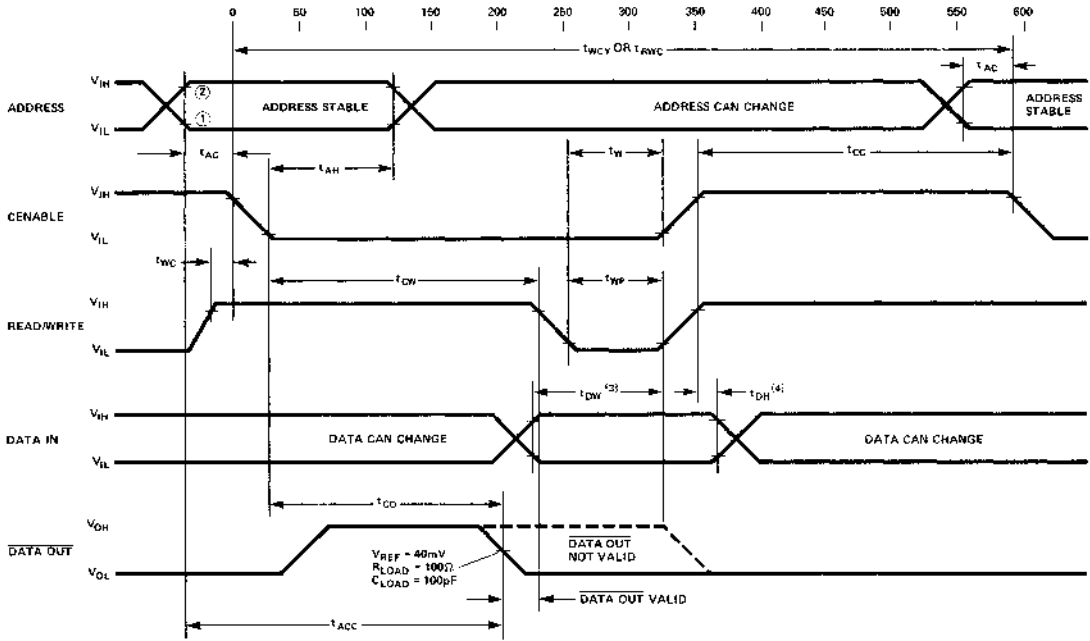 0 50 100 150 200 250 300 350 400 450 500 550 600
tWCY OR tRWC
tAC
VIH
ADDRESS
② ADDRESS STABLE
ADDRESS CAN CHANGE
ADDRESS STABLE
①
VIL
tAC
tAH
tW
tCC
VIH
CENABLE
VIL
tWC
tCW
tWP
VIH
READ/WRITE
VIL
tDW (3)
tDH (4)
VIH
DATA IN
DATA CAN CHANGE
DATA CAN CHANGE
VIL
tCO
VOH
DATA OUT
VREF = 40mV
RLOAD = 100Ω
CLOAD = 100pF
DATA OUT
NOT VALID
VOL
DATA OUT VALID
tACC